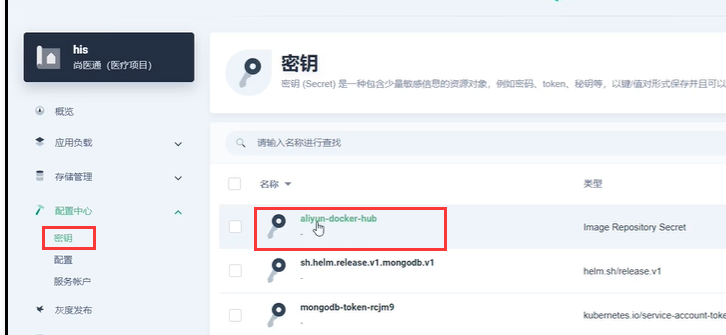 his
尚医通（医疗项目）
密钥
密钥 (Secret) 是一种包含少量敏感信息的资源对象，例如密码、token、秘钥等，以键/值对形式保存并且可以
概览
应用负载
存储管理
配置中心
密钥
配置
服务帐户
灰度发布
请输入名称进行查找
名称 类型
aliyun-docker-hub Image Repository Secret
-
sh.helm.release.v1.mongodb.v1 helm.sh/release.v1
-
mongodb-token-rcjm9 kubernetes.io/service-account-toke
-